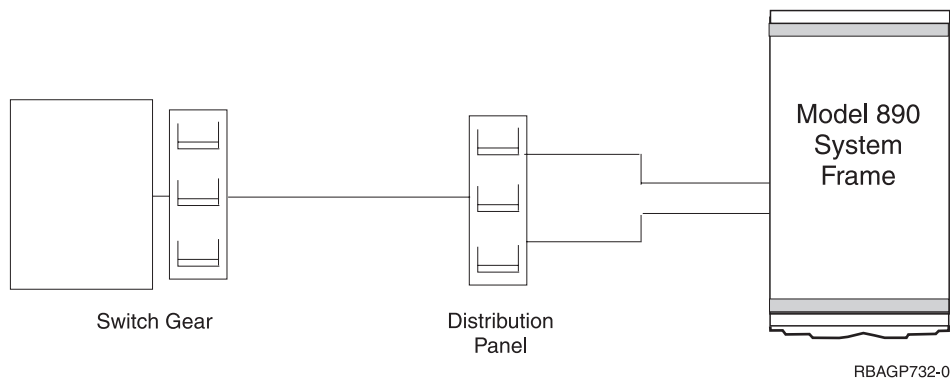 Model 890
System
Frame
Switch Gear
Distribution
Panel
RBAGP732-0